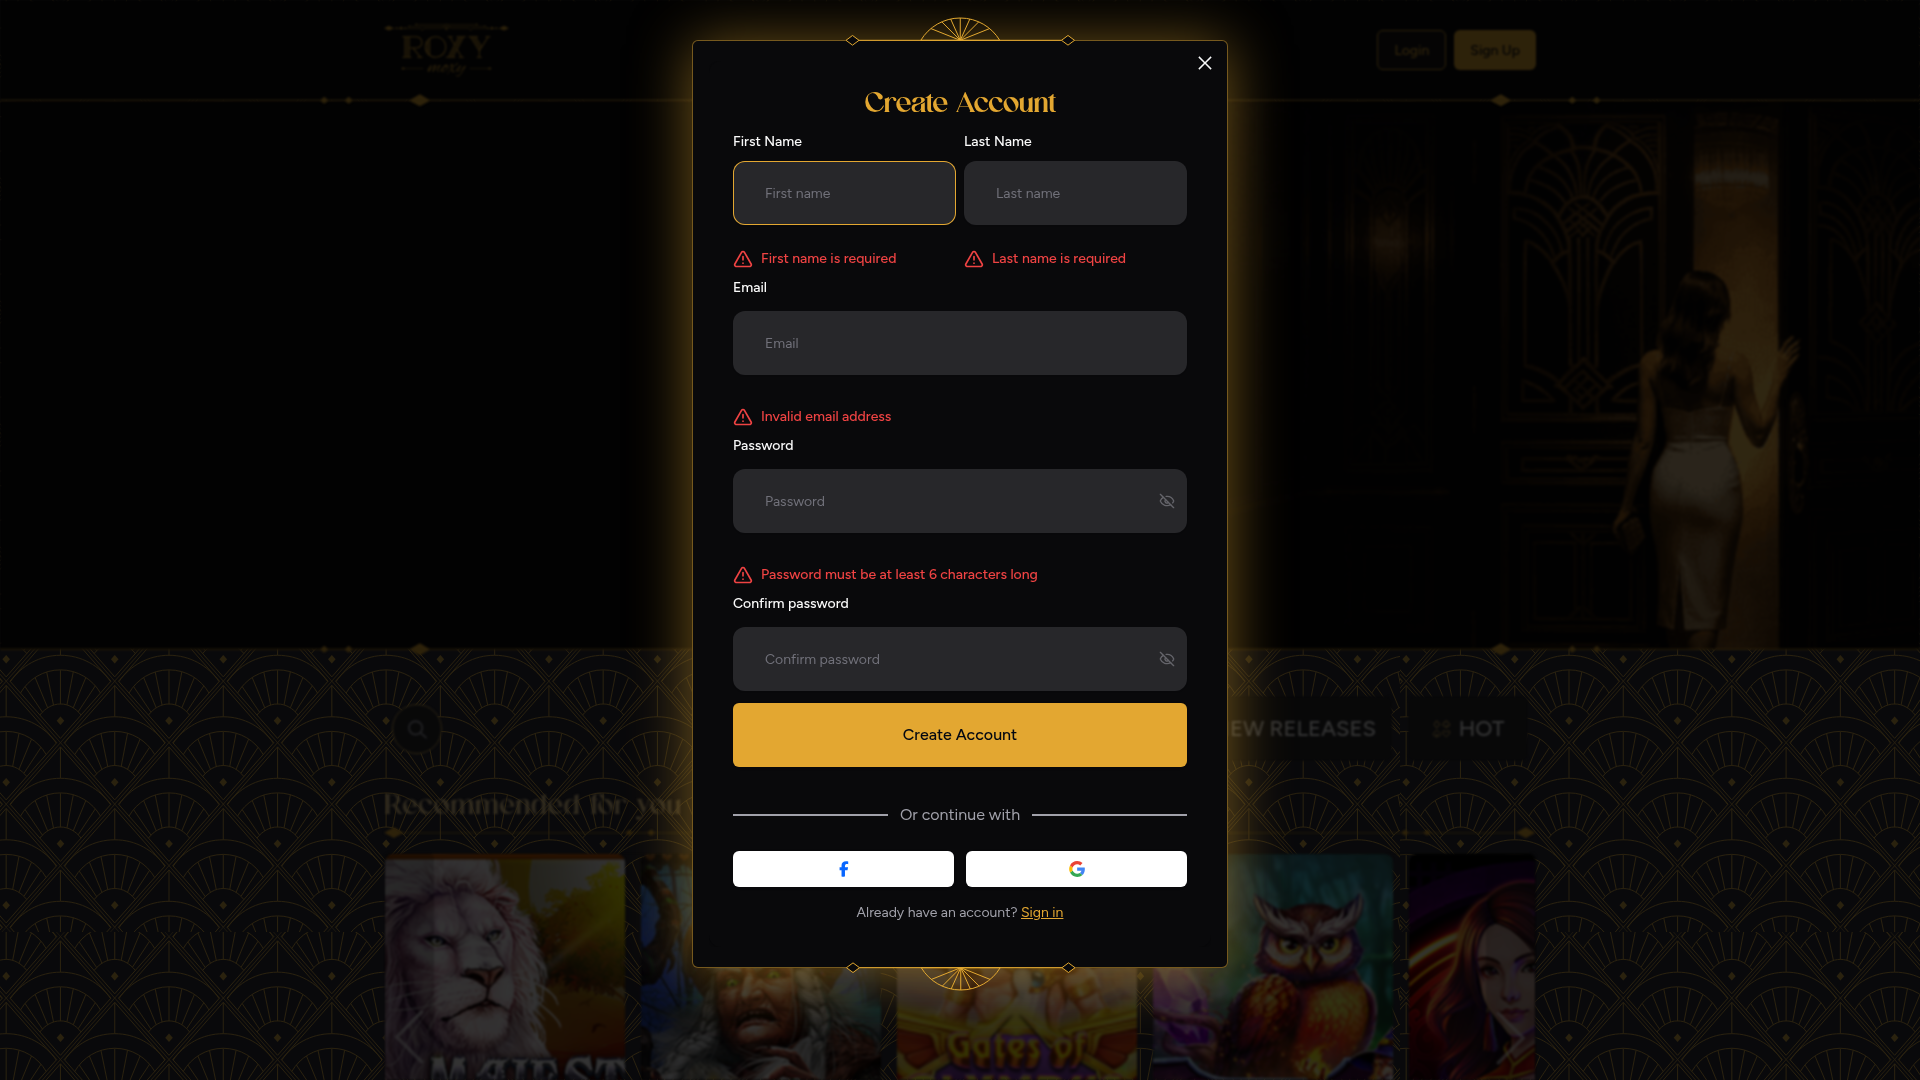 ROXY
moxy
Login
Sign Up
Create Account
First Name
Last Name
First name
Last name
First name is required
Last name is required
Email
Email
Invalid email address
Password
Password
Password must be at least 6 characters long
Confirm password
Confirm password
Create Account
EW RELEASES
HOT
Recommended for you
Or continue with
Already have an account? Sign in
Gates of